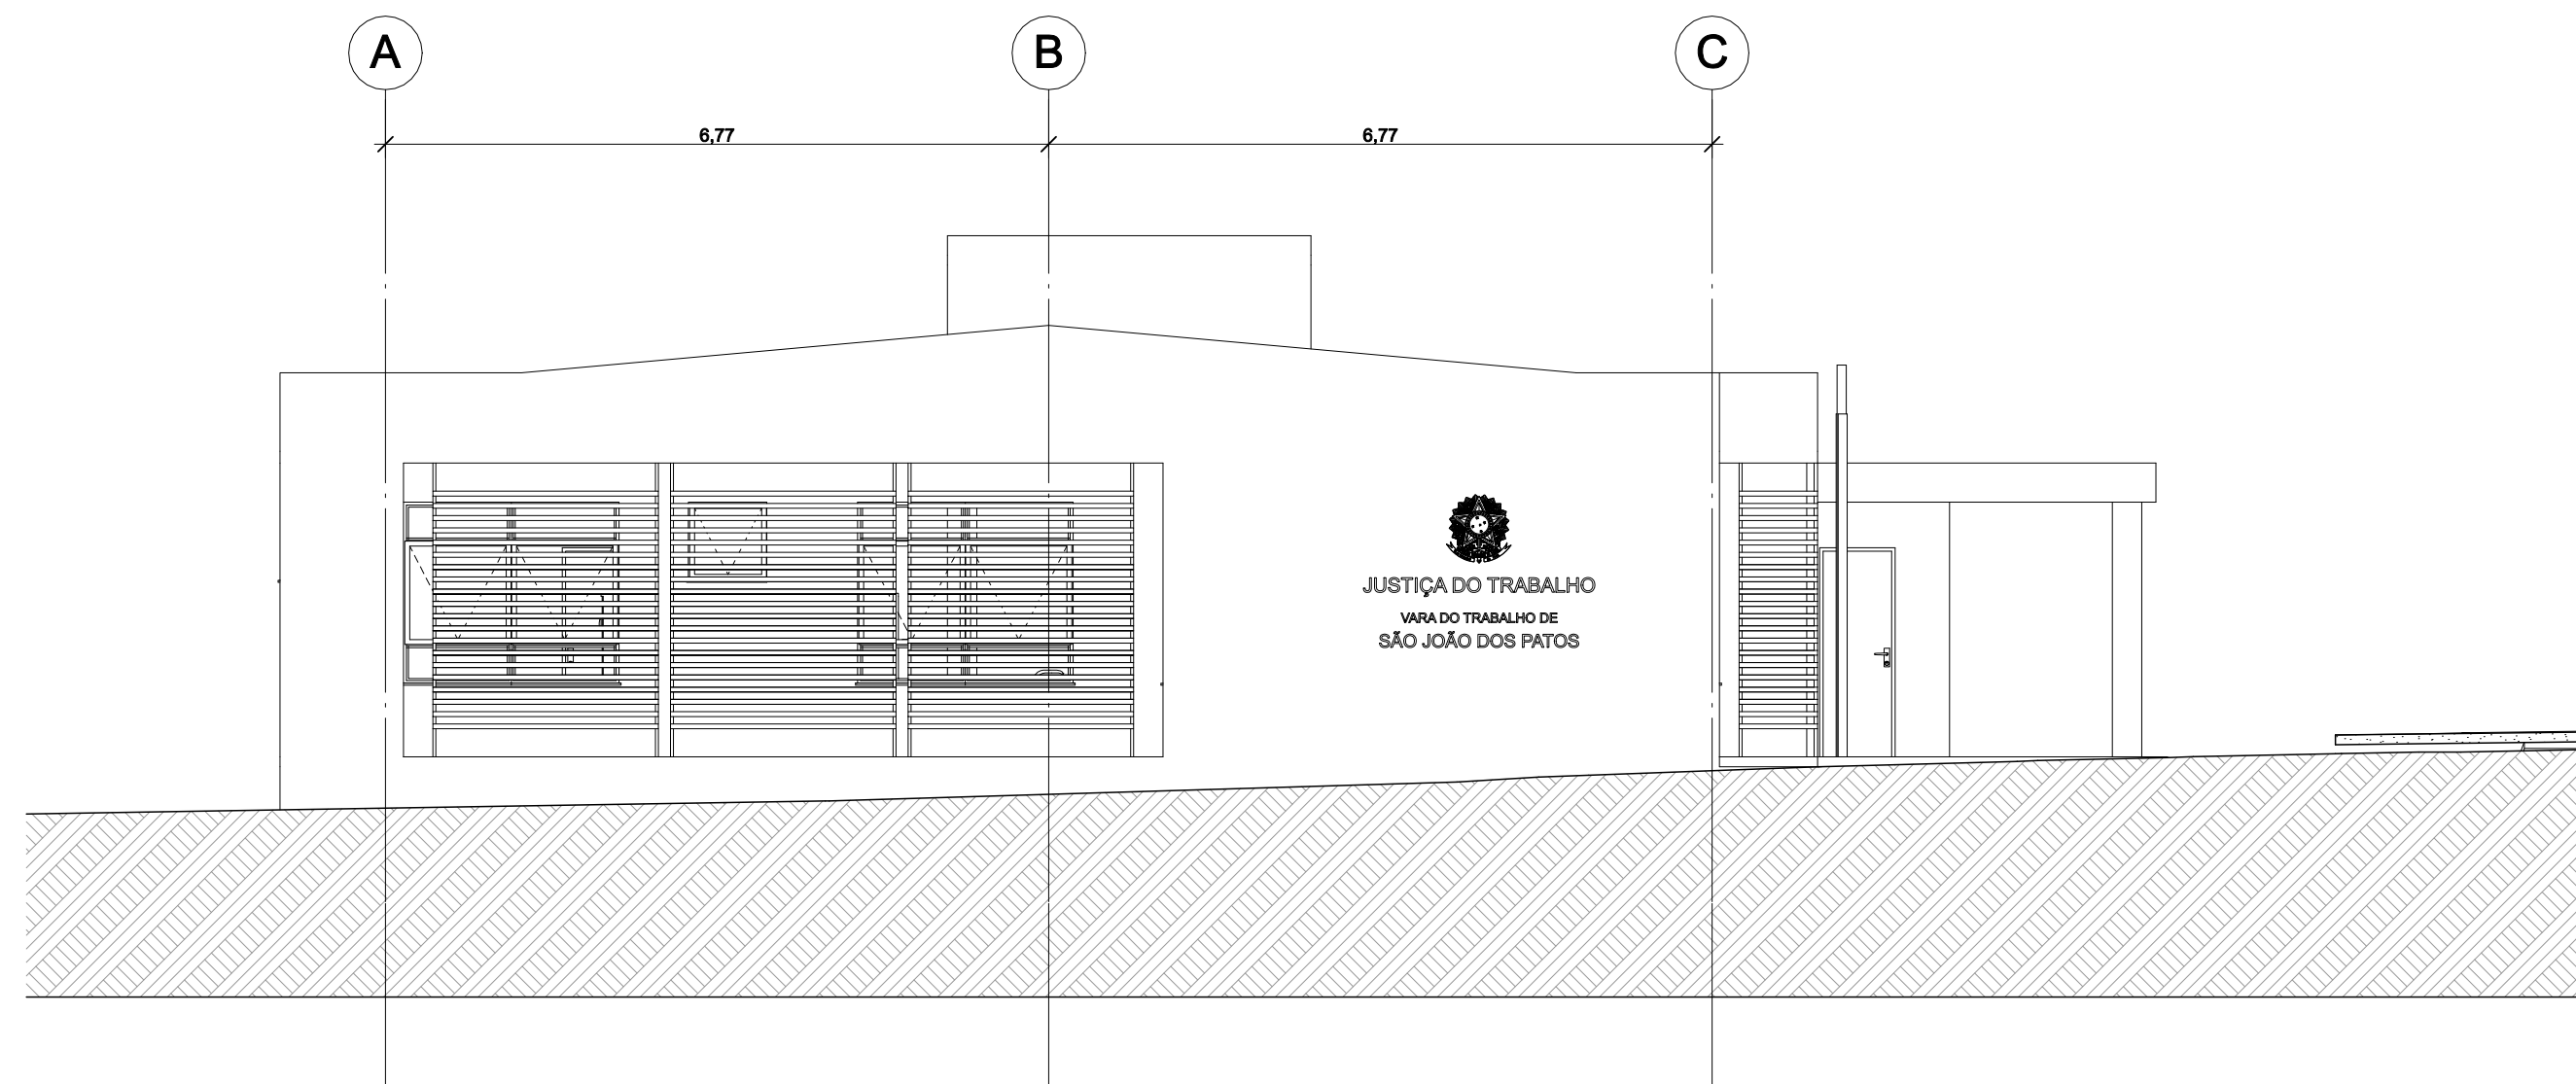 A
B
C
6,77
6,77
JUSTIÇA DO TRABALHO
VARA DO TRABALHO DE
SÃO JOÃO DOS PATOS